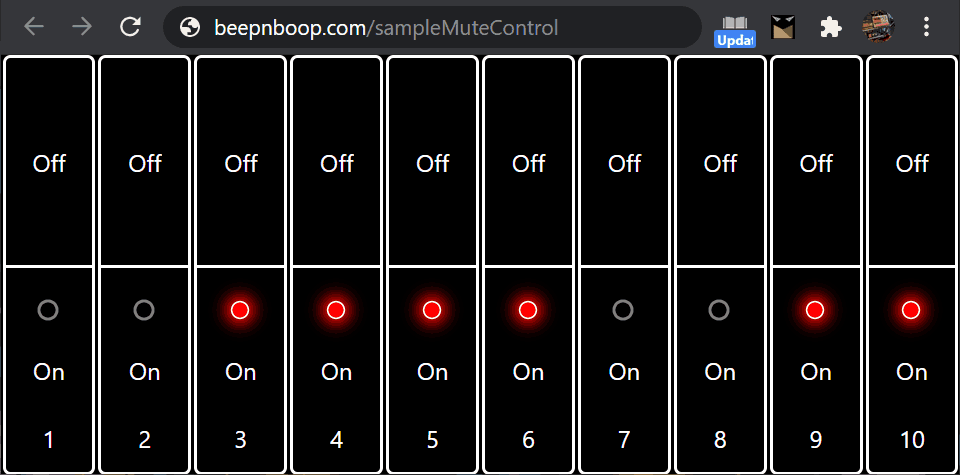 beepnboop.com/sampleMuteControl
Updat
Off Off Off Off Off Off Off Off Off Off
On On On On On On On On On On
1 2 3 4 5 6 7 8 9 10